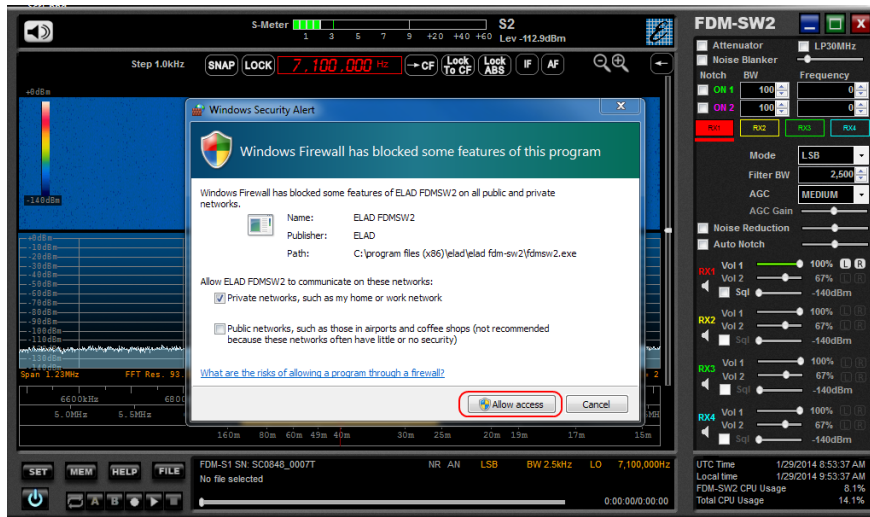 S-Meter
S2
1 3 5 7 9 +20 +40 +60 Lev -112.9dBm
Step 1.0kHz
SNAP LOCK 7.100.000 Hz → CF Lock To CF Lock ABS IF AF
+0dBm
-140dBm
+0dBm
-20dBm
-30dBm
-40dBm
-50dBm
-60dBm
-70dBm
-80dBm
-90dBm
-100dBm
-110dBm
-130dBm
Span 1.23MHz FFT Res. 93.
6600kHz
5.0MHz 5.5MHz
160m 80m 60m 49m 40m 30m 25m 20m 19m 17m 15m
Windows Security Alert
Windows Firewall has blocked some features of this program
Windows Firewall has blocked some features of ELAD FDMSW2 on all public and private
networks.
Name: ELAD FDMSW2
Publisher: ELAD
Path: C:\program files (x86)\elad\elad fdm-sw2\fdmsw2.exe
Allow ELAD FDMSW2 to communicate on these networks:
Private networks, such as my home or work network
Public networks, such as those in airports and coffee shops (not recommended
because these networks often have little or no security)
What are the risks of allowing a program through a firewall?
Allow access Cancel
SET MEM HELP FILE
A B
FDM-S1 SN: SC0848_0007T NR AN LSB BW 2.5kHz LO 7,100,000Hz
No file selected
0:00:00/0:00:00
FDM-SW2
Attenuator LP30MHz
Noise Blanker
Notch BW Frequency
ON 1 100 0
ON 2 100 0
RX1 RX2 RX3 RX4
Mode LSB
Filter BW 2,500
AGC MEDIUM
AGC Gain
Noise Reduction
Auto Notch
RX1 Vol 1 100% L R
Vol 2 67% L R
Sql -140dBm
RX2 Vol 1 100% L R
Vol 2 67% L R
Sql -140dBm
RX3 Vol 1 100% L R
Vol 2 67% L R
Sql -140dBm
RX4 Vol 1 100% L R
Vol 2 67% L R
Sql -140dBm
UTC Time 1/29/2014 8:53:37 AM
Local time 1/29/2014 9:53:37 AM
FDM-SW2 CPU Usage 8.1%
Total CPU Usage 14.1%